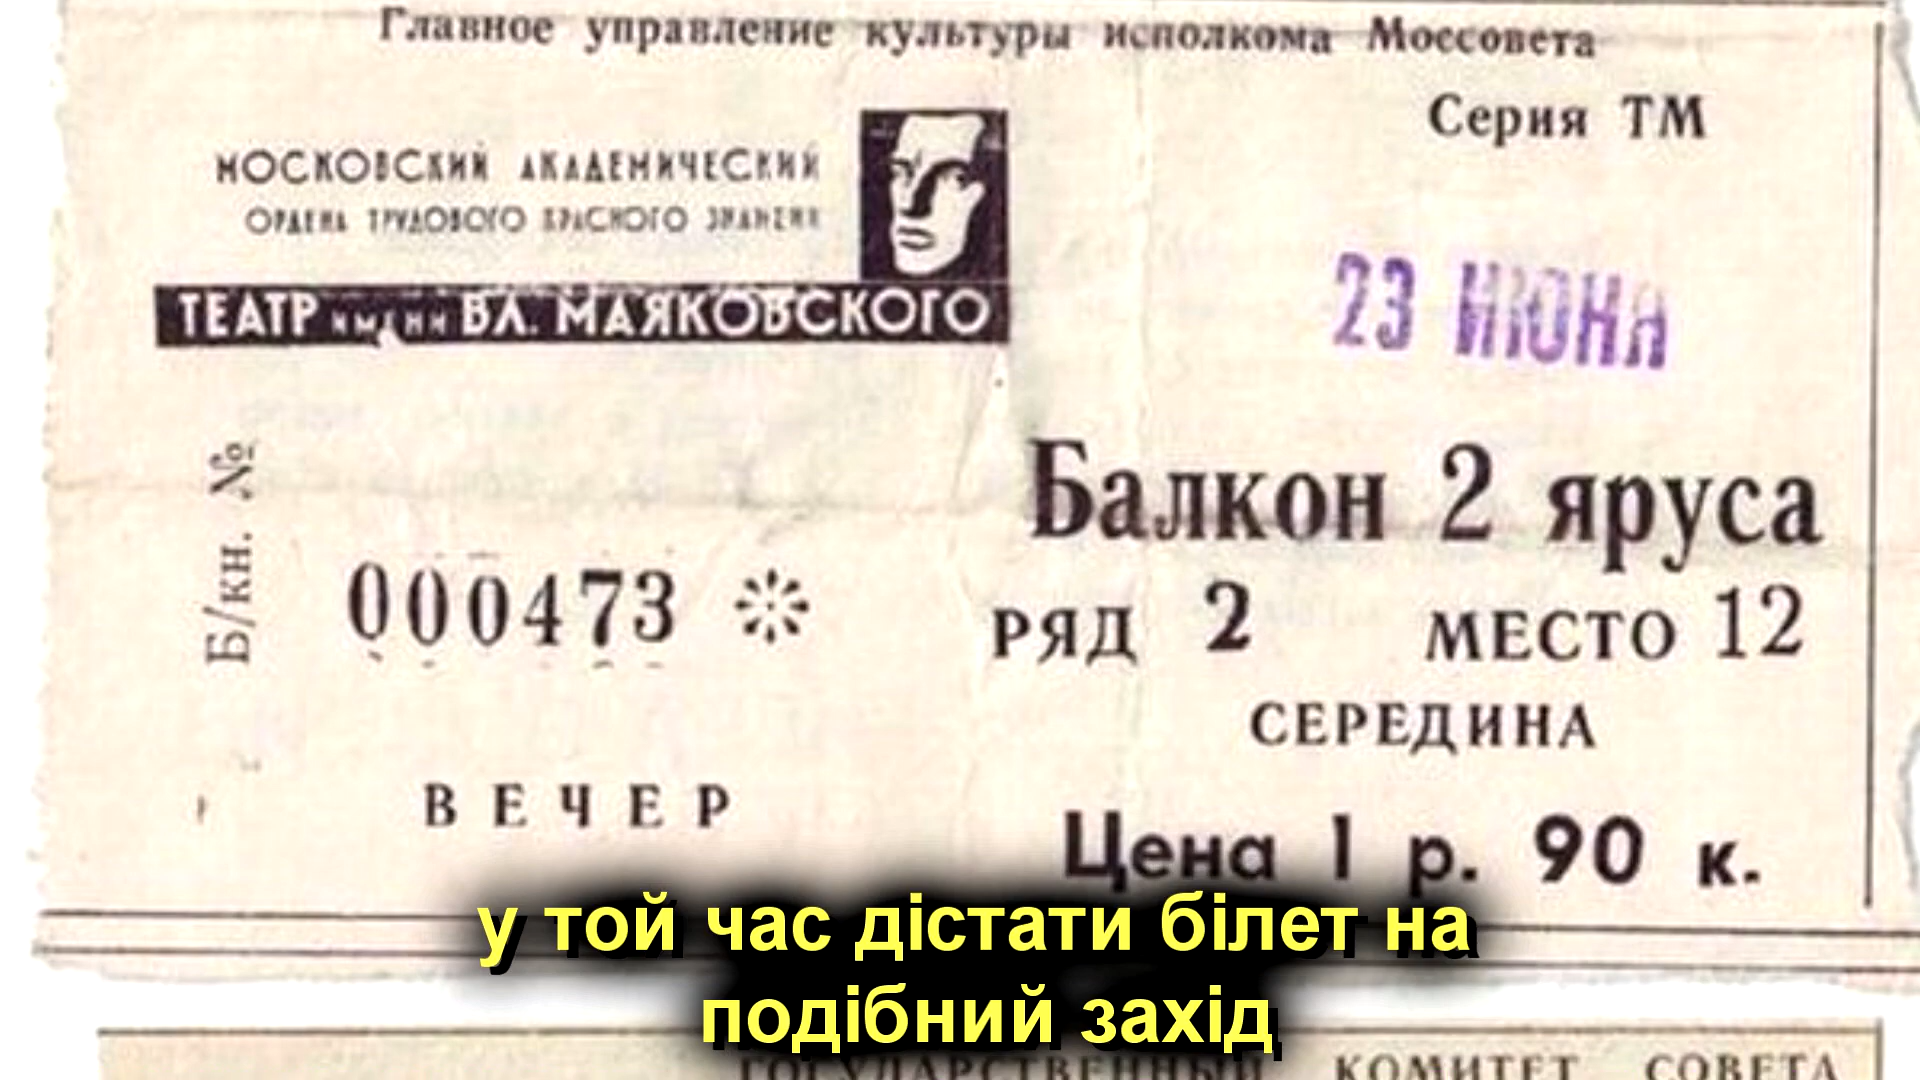 Главное управление культуры исполкома Моссовета
Серия ТМ
МОСКОВСКИЙ АКАДЕМИЧЕСКИЙ
ОРДЕНА ТРУДОВОГО КРАСНОГО ЗНАМЕНИ
ТЕАТР имени ВЛ. МАЯКОВСКОГО
23 ИЮНЯ
Б/кн. №
000473
Балкон 2 яруса
РЯД 2 МЕСТО 12
СЕРЕДИНА
ВЕЧЕР
Цена 1 р. 90 к.
у той час дістати білет на
подібний захід
ГОСУДАРСТВЕННЫЙ КОМИТЕТ СОВЕТА